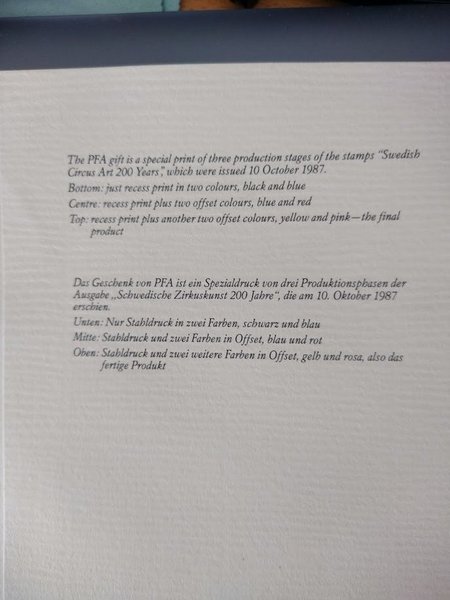 The PFA gift is a special print of three production stages of the stamps "Swedish
Circus Art 200 Years", which were issued 10 October 1987.
Bottom: just recess print in two colours, black and blue
Centre: recess print plus two offset colours, blue and red
Top: recess print plus another two offset colours, yellow and pink—the final
product
Das Geschenk von PFA ist ein Spezialdruck von drei Produktionsphasen der
Ausgabe „Schwedische Zirkuskunst 200 Jahre“, die am 10. Oktober 1987
erschien.
Unten: Nur Stahldruck in zwei Farben, schwarz und blau
Mitte: Stahldruck und zwei Farben in Offset, blau und rot
Oben: Stahldruck und zwei weitere Farben in Offset, gelb und rosa, also das
fertige Produkt